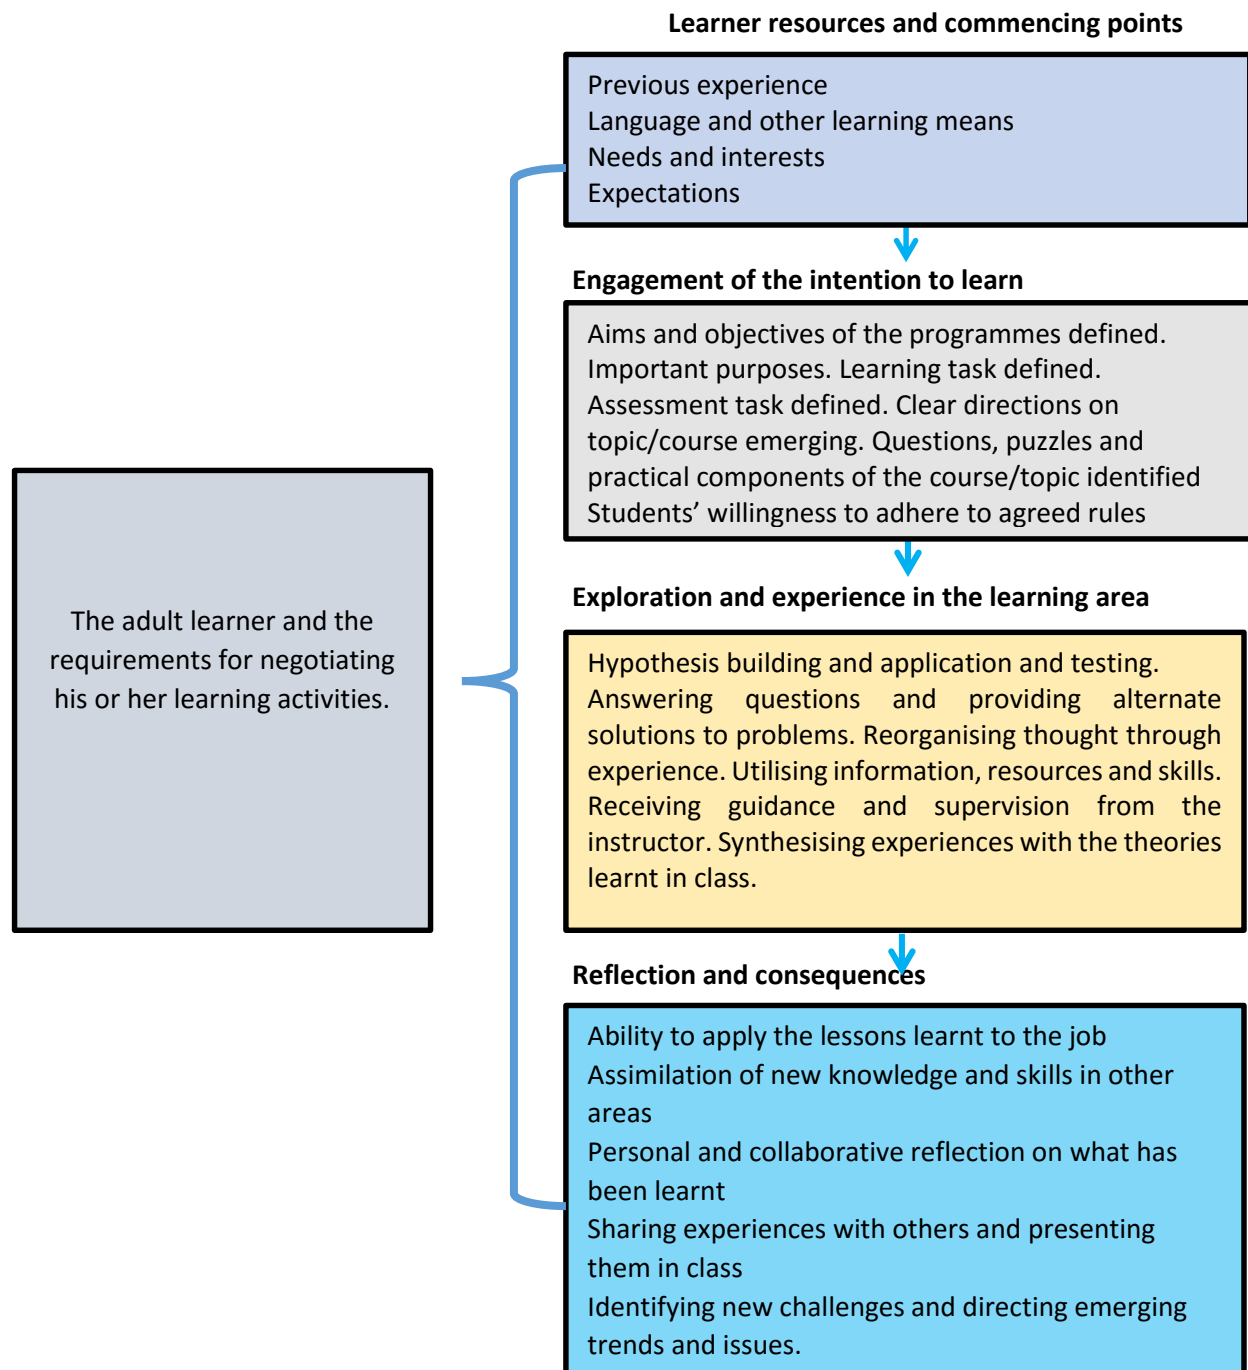 Learner resources and commencing points
Previous experience
Language and other learning means
Needs and interests
Expectations
Engagement of the intention to learn
Aims and objectives of the programmes defined.
Important purposes. Learning task defined.
Assessment task defined. Clear directions on
topic/course emerging. Questions, puzzles and
practical components of the course/topic identified
Students’ willingness to adhere to agreed rules
The adult learner and the
requirements for negotiating
his or her learning activities.
Exploration and experience in the learning area
Hypothesis building and application and testing.
Answering questions and providing alternate
solutions to problems. Reorganising thought through
experience. Utilising information, resources and skills.
Receiving guidance and supervision from the
instructor. Synthesising experiences with the theories
learnt in class.
Reflection and consequences
Ability to apply the lessons learnt to the job
Assimilation of new knowledge and skills in other
areas
Personal and collaborative reflection on what has
been learnt
Sharing experiences with others and presenting
them in class
Identifying new challenges and directing emerging
trends and issues.